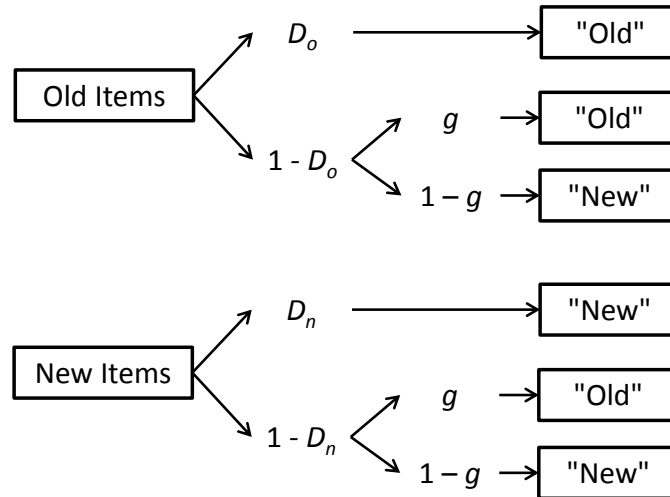 D_o
"Old"
Old Items
g
"Old"
1 - D_o
1 – g
"New"
D_n
"New"
New Items
g
"Old"
1 - D_n
1 – g
"New"